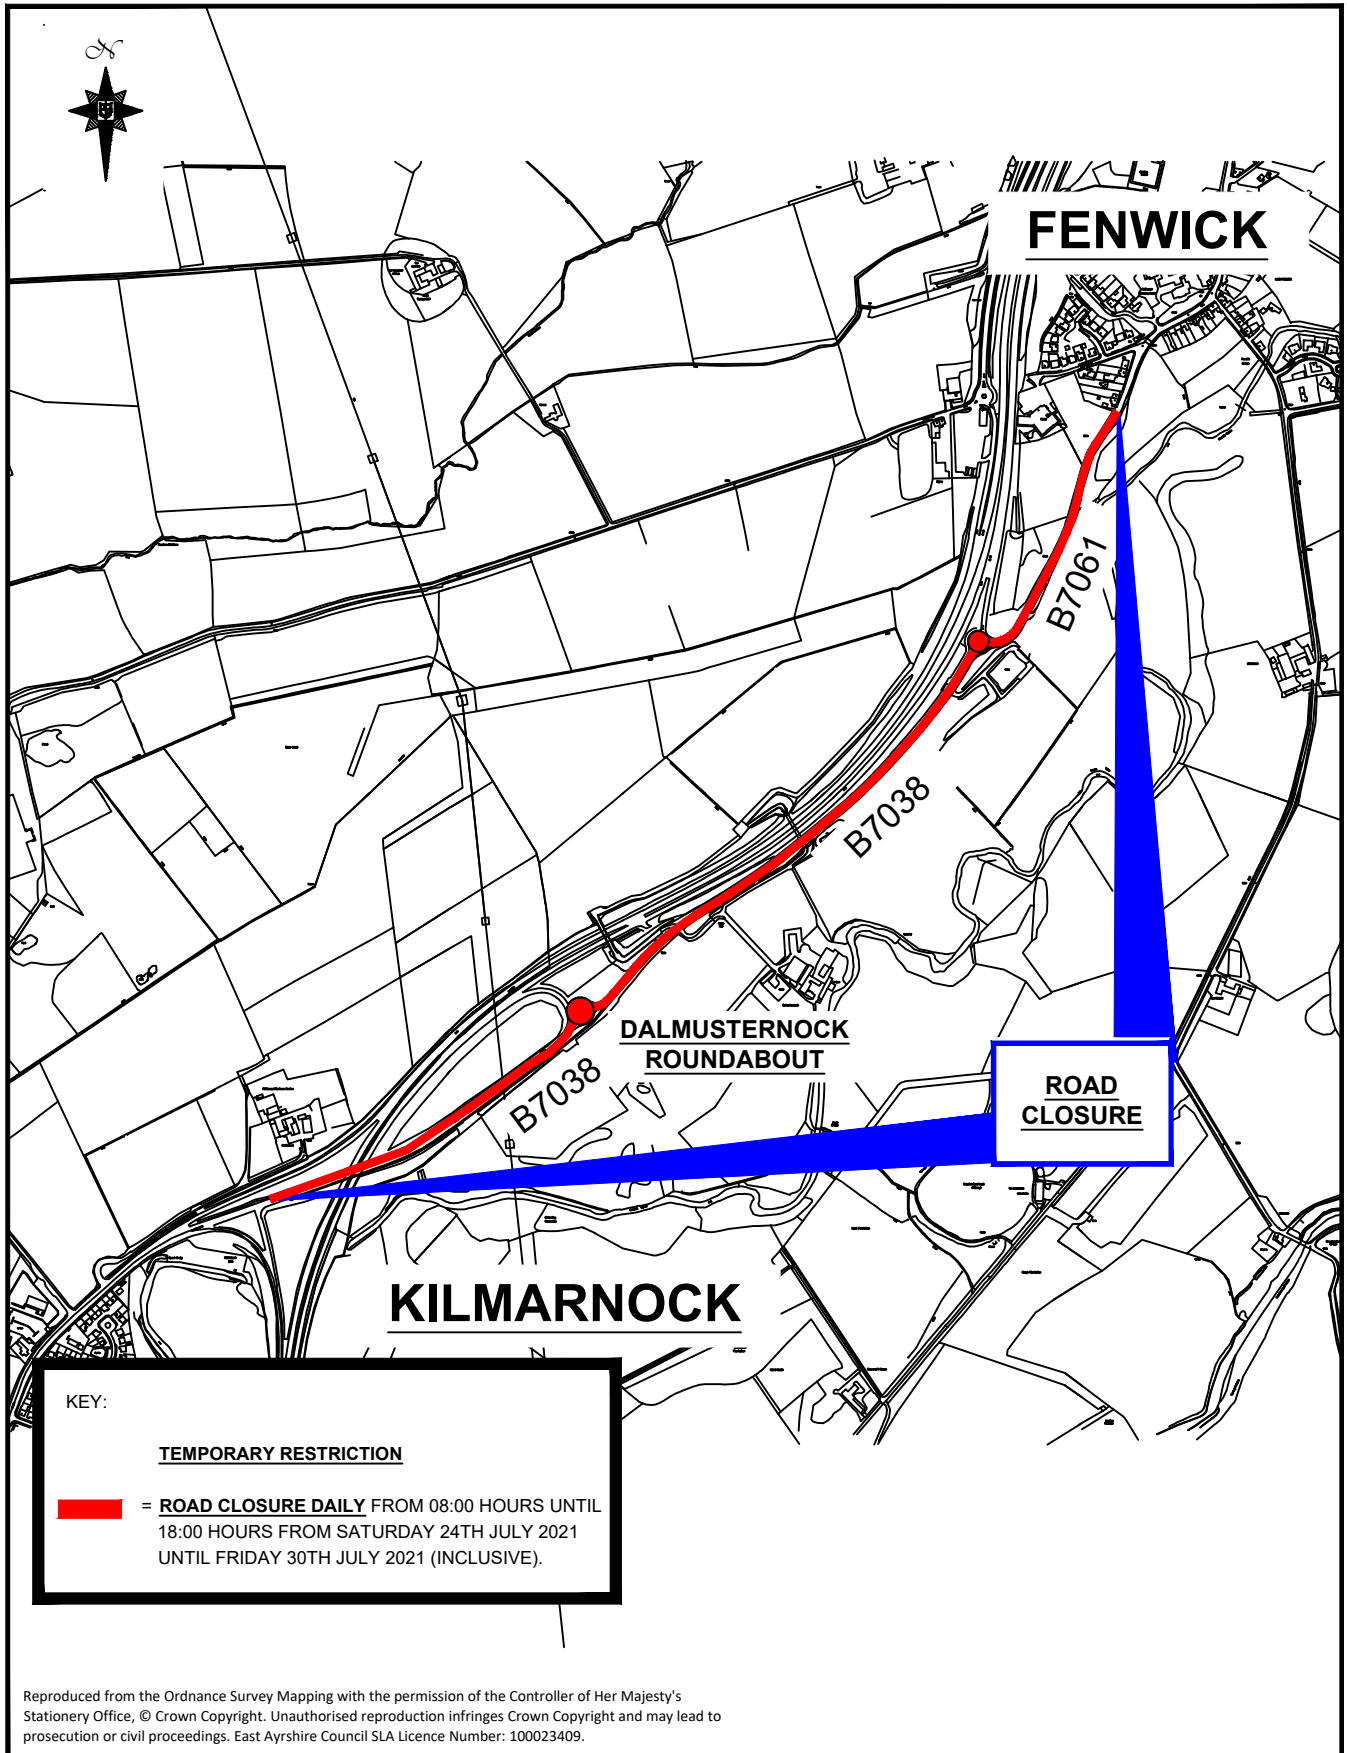 N
FENWICK
B7061
B7038
DALMUSTERNOCK
ROUNDABOUT
B7038
ROAD
CLOSURE
KILMARNOCK
KEY:
TEMPORARY RESTRICTION
= ROAD CLOSURE DAILY FROM 08:00 HOURS UNTIL
18:00 HOURS FROM SATURDAY 24TH JULY 2021
UNTIL FRIDAY 30TH JULY 2021 (INCLUSIVE).
Reproduced from the Ordnance Survey Mapping with the permission of the Controller of Her Majesty's
Stationery Office, © Crown Copyright. Unauthorised reproduction infringes Crown Copyright and may lead to
prosecution or civil proceedings. East Ayrshire Council SLA Licence Number: 100023409.